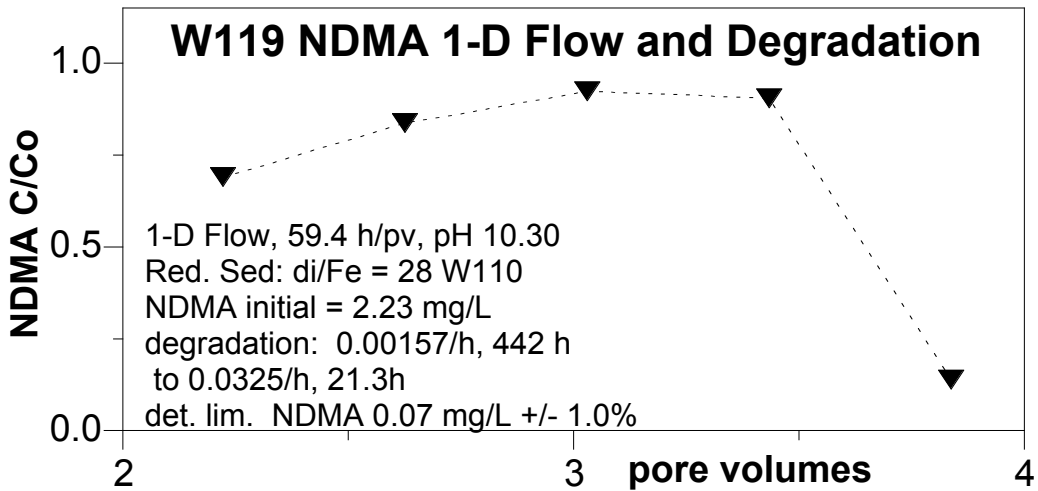 W119 NDMA 1-D Flow and Degradation
1.0
0.5
0.0
NDMA C/Co
1-D Flow, 59.4 h/pv, pH 10.30
Red. Sed: di/Fe = 28 W110
NDMA initial = 2.23 mg/L
degradation: 0.00157/h, 442 h
to 0.0325/h, 21.3h
det. lim. NDMA 0.07 mg/L +/- 1.0%
2
3
pore volumes
4